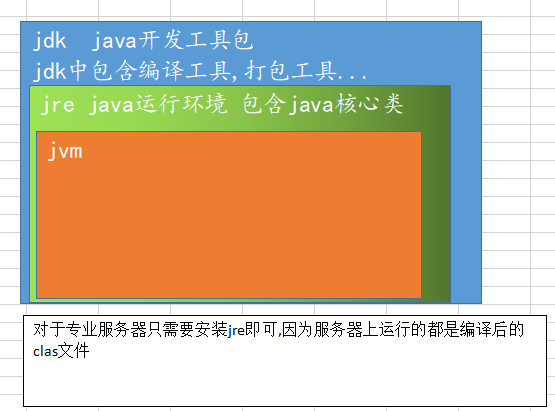 jdk java开发工具包
jdk中包含编译工具,打包工具...
jre java运行环境 包含java核心类
jvm
对于专业服务器只需要安装jre即可,因为服务器上运行的都是编译后的
clas文件